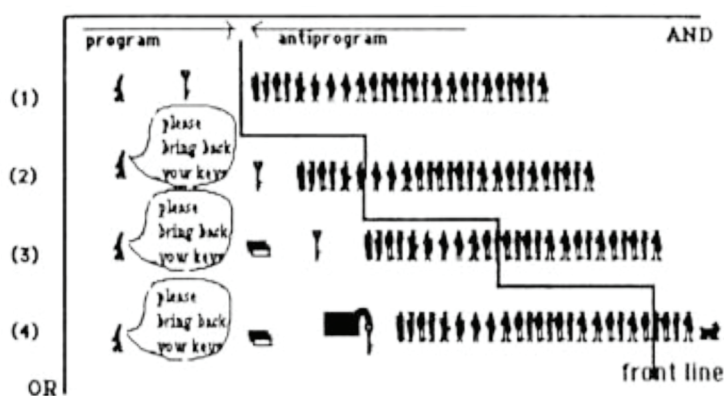 program antiprogram AND
(1)
please
bring back
your keys
(2)
please
bring back
your keys
(3)
please
bring back
your keys
(4)
front line
OR